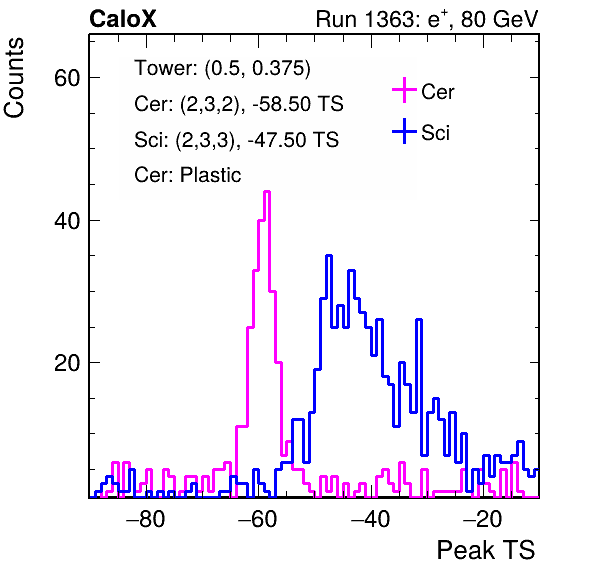 CaloX Run 1363: e⁺, 80 GeV
Counts
Tower: (0.5, 0.375)
Cer: (2,3,2), -58.50 TS
Sci: (2,3,3), -47.50 TS
Cer: Plastic
Cer
Sci
60
40
20
−80 −60 −40 −20
Peak TS